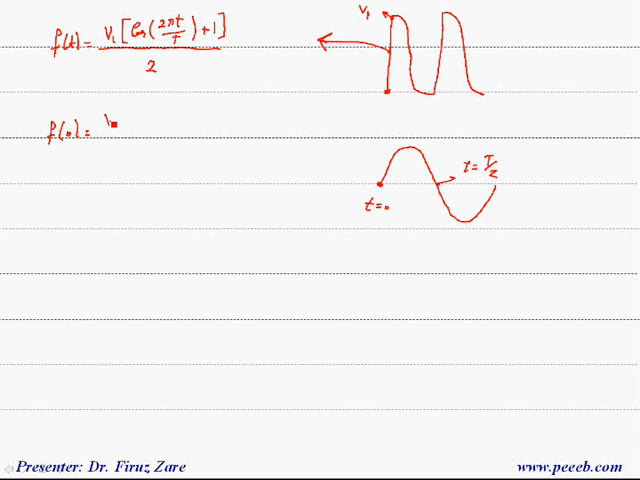 f(t) = V₁[Cos(2πt/T)+1]/2
V₁
f(0) =
t = T/2
t = 0
Presenter: Dr. Firuz Zare
www.peeeb.com